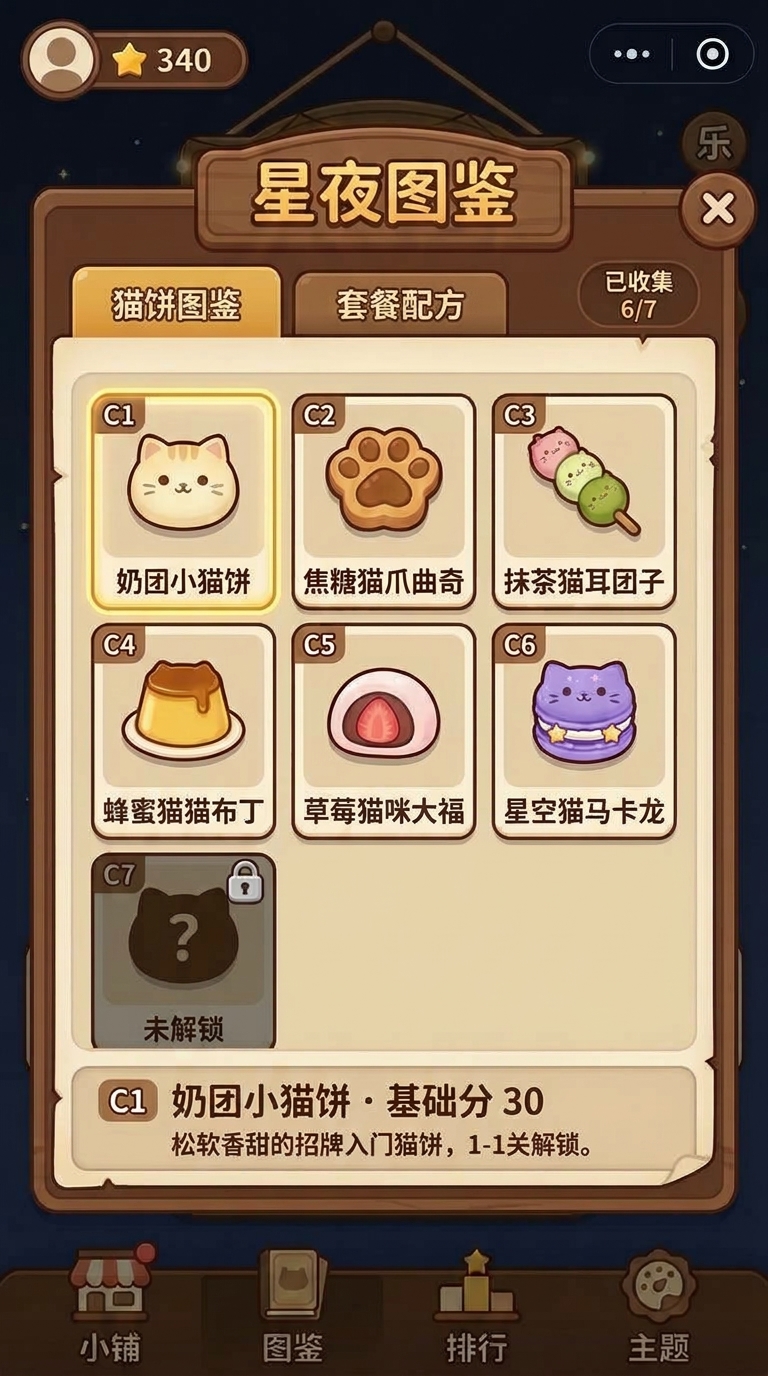 340
乐
星夜图鉴
猫饼图鉴
套餐配方
已收集
6/7
C1
奶团小猫饼
C2
焦糖猫爪曲奇
C3
抹茶猫耳团子
C4
蜂蜜猫猫布丁
C5
草莓猫咪大福
C6
星空猫马卡龙
C7
?
未解锁
C1 奶团小猫饼 · 基础分 30
松软香甜的招牌入门猫饼，1-1关解锁。
小铺
图鉴
排行
主题